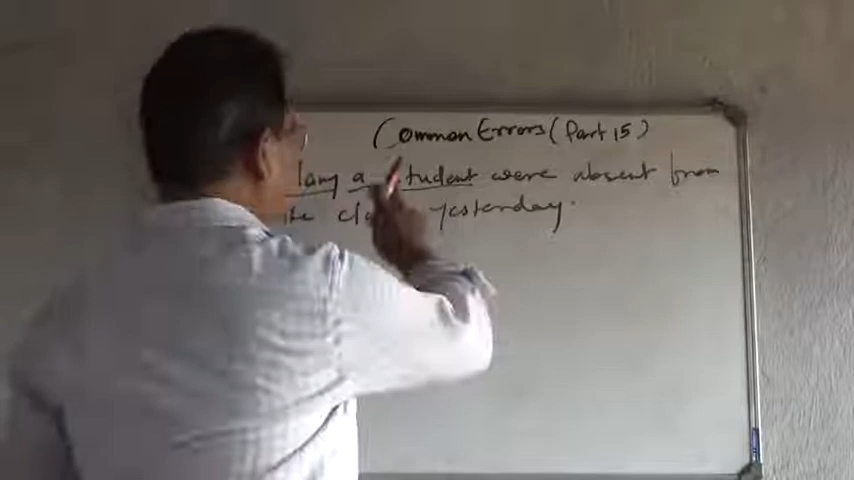 Common Errors (Part 15)
a student were absent from
yesterday.